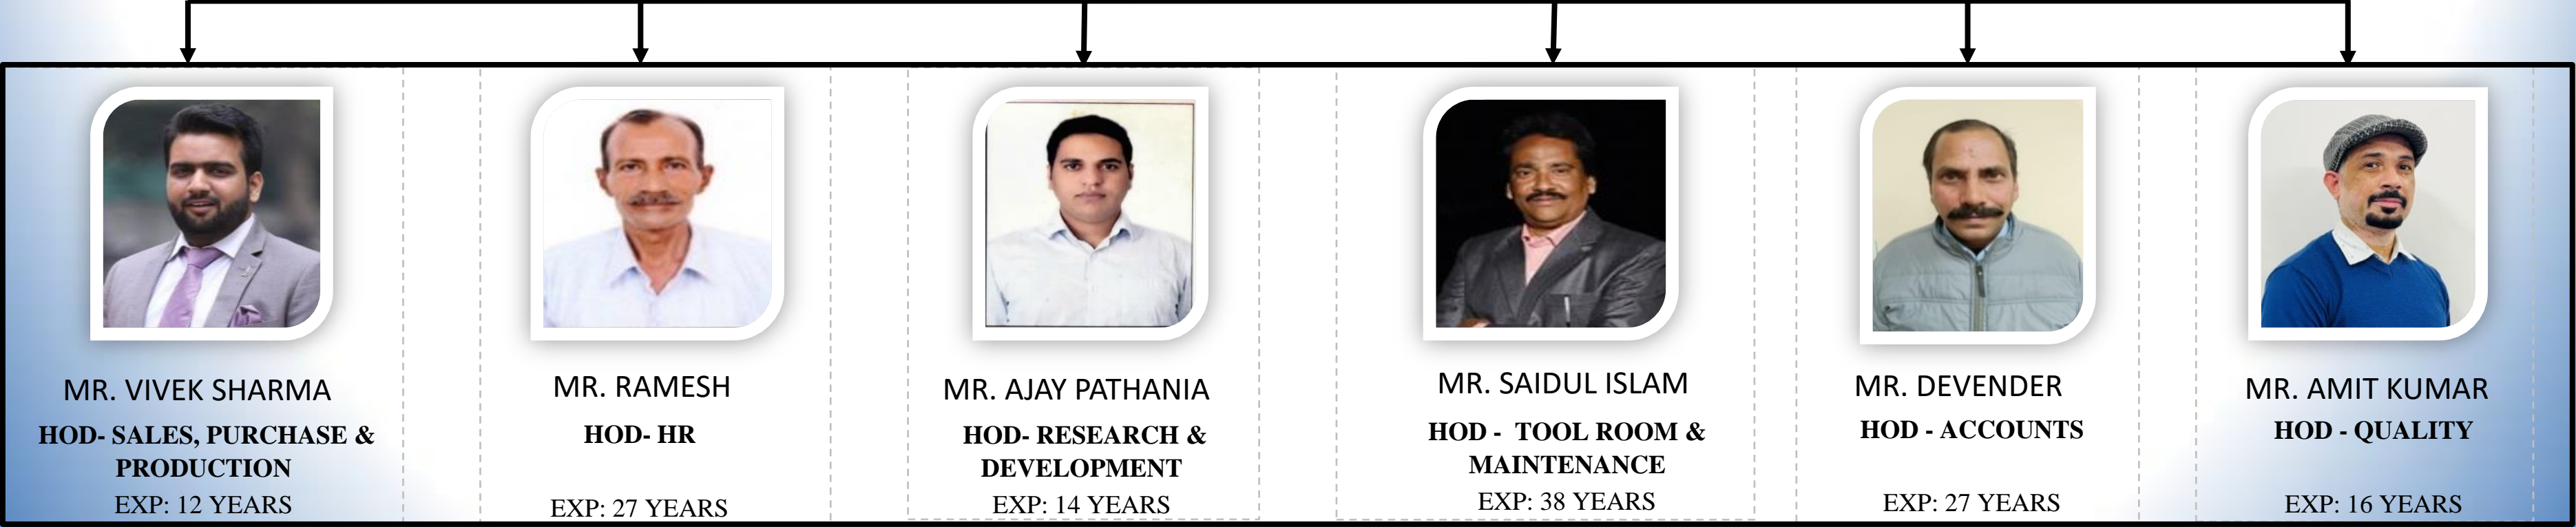 MR. VIVEK SHARMA
HOD- SALES, PURCHASE &
PRODUCTION
EXP: 12 YEARS
MR. RAMESH
HOD- HR
EXP: 27 YEARS
MR. AJAY PATHANIA
HOD- RESEARCH &
DEVELOPMENT
EXP: 14 YEARS
MR. SAIDUL ISLAM
HOD - TOOL ROOM &
MAINTENANCE
EXP: 38 YEARS
MR. DEVENDER
HOD - ACCOUNTS
EXP: 27 YEARS
MR. AMIT KUMAR
HOD - QUALITY
EXP: 16 YEARS